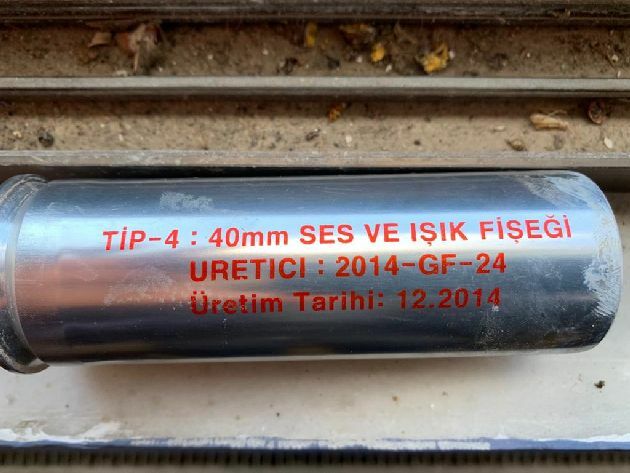 TİP-4 : 40mm SES VE IŞIK FİŞEĞİ
URETICI : 2014-GF-24
Üretim Tarihi: 12.2014